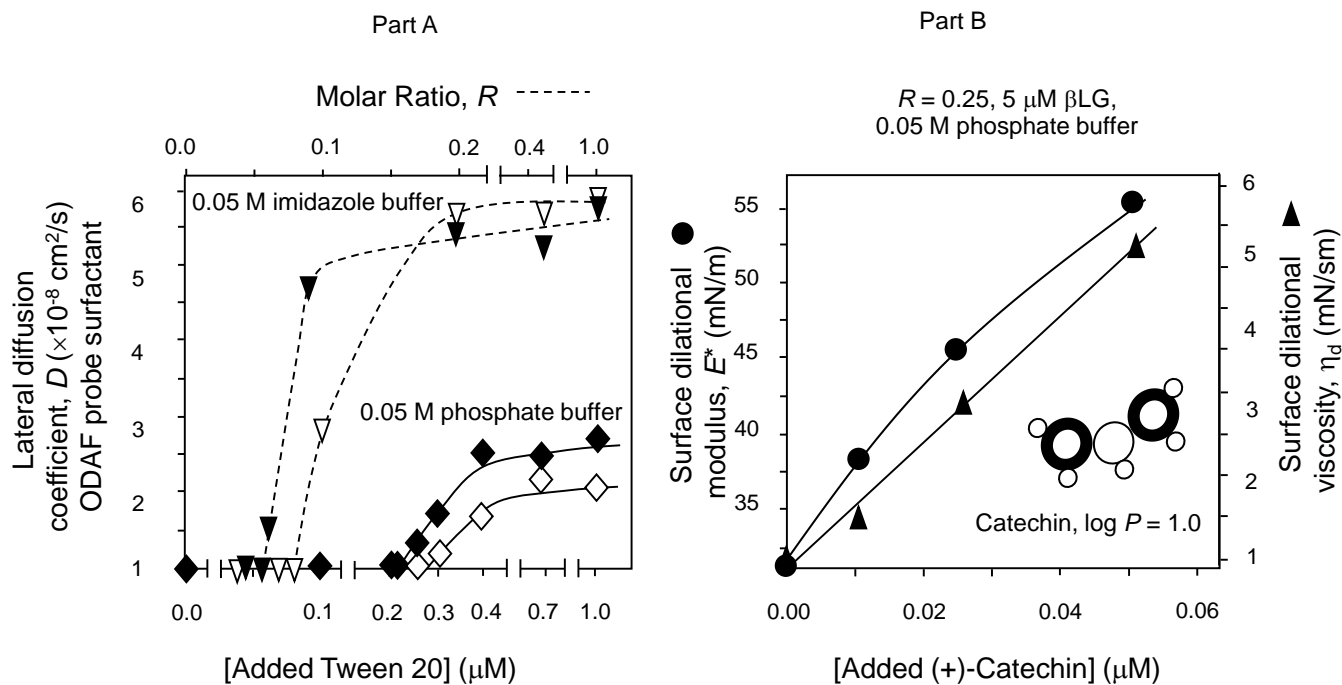 Part A
Part B
Molar Ratio, R
R = 0.25, 5 μM βLG,
0.05 M phosphate buffer
0.0 0.1 0.2 0.4 1.0
0.05 M imidazole buffer
0.05 M phosphate buffer
6
5
4
3
2
1
Lateral diffusion
coefficient, D (×10-8 cm2/s)
ODAF probe surfactant
0.0 0.1 0.2 0.3 0.4 0.7 1.0
[Added Tween 20] (μM)
Surface dilational
modulus, E* (mN/m)
55
50
45
40
35
Catechin, log P = 1.0
6
5
4
3
2
1
Surface dilational
viscosity, ηd (mN/sm)
0.00 0.02 0.04 0.06
[Added (+)-Catechin] (μM)